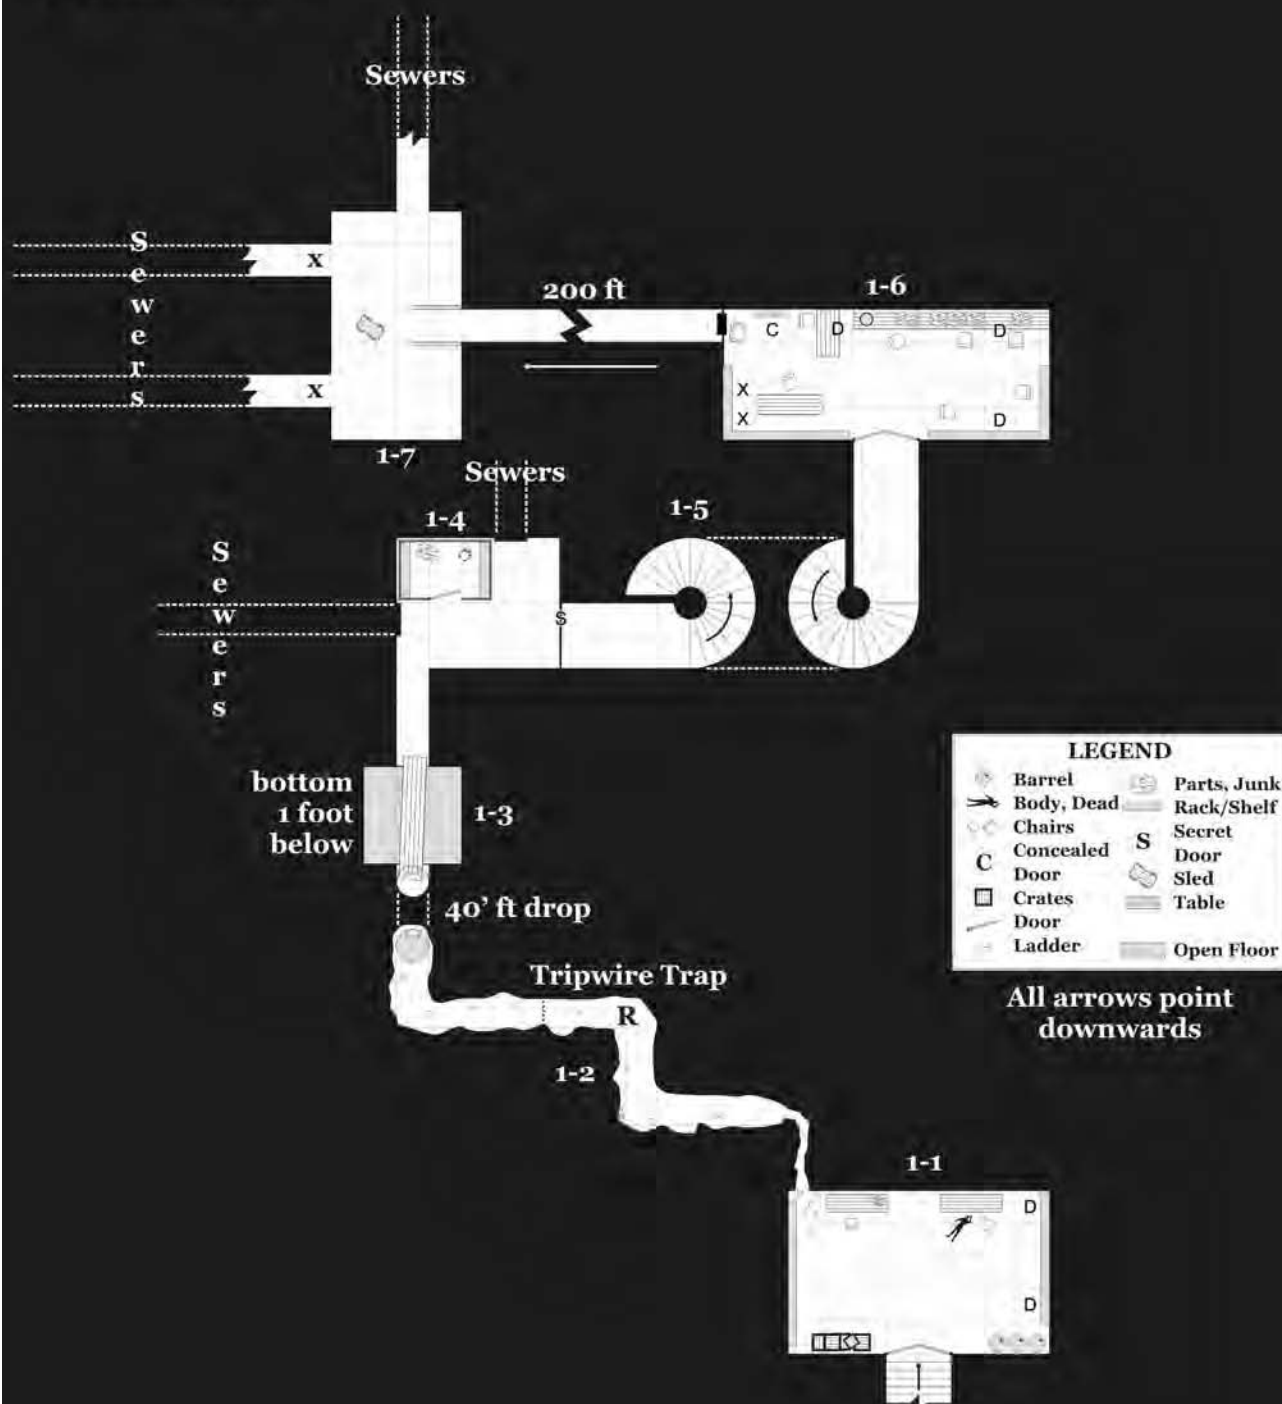 Sewers
S
e
w
e
r
s
x
x
200 ft
1-6
C
D
D
X
X
D
1-7
Sewers
1-4
1-5
S
e
w
e
r
s
S
bottom
1 foot
below
1-3
40' ft drop
Tripwire Trap
R
1-2
1-1
D
D
LEGEND
Barrel
Body, Dead
Chairs
C Concealed
Door
Crates
Door
Ladder
Parts, Junk
Rack/Shelf
S Secret
Door
Sled
Table
Open Floor
All arrows point
downwards